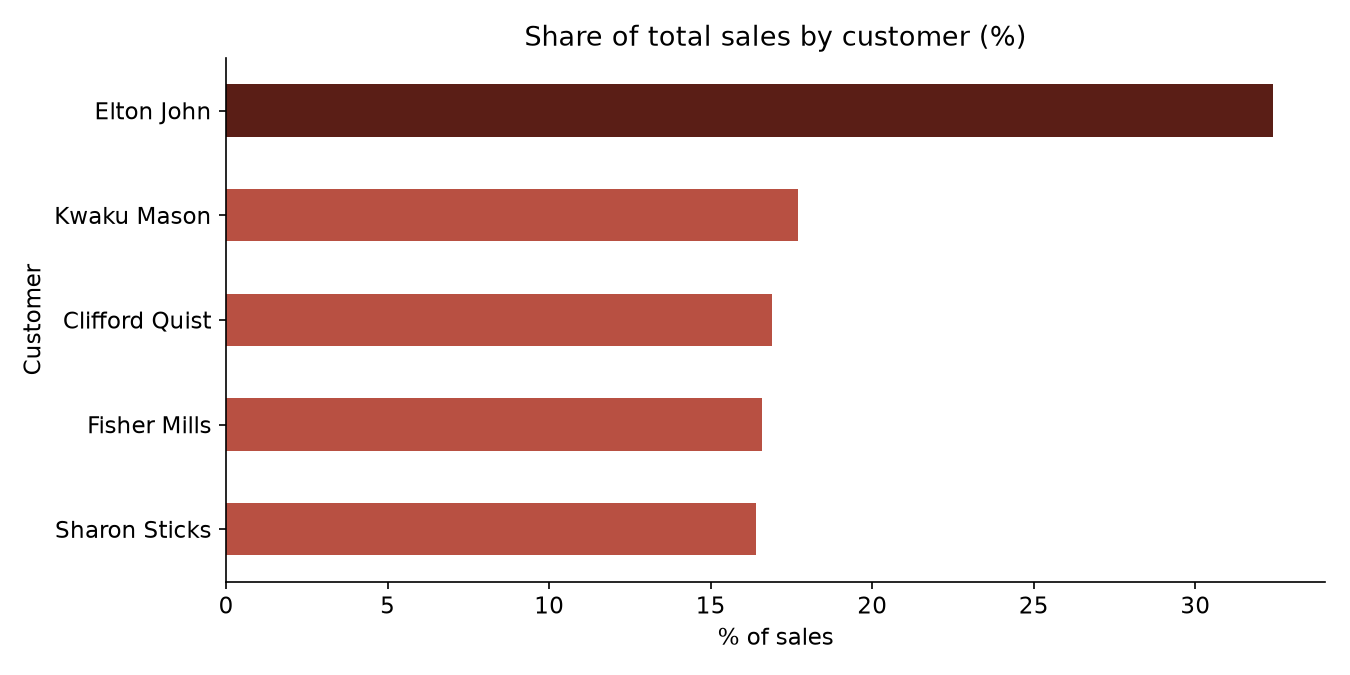 Share of total sales by customer (%)
Elton John
Kwaku Mason
Clifford Quist
Fisher Mills
Sharon Sticks
Customer
0 5 10 15 20 25 30
% of sales